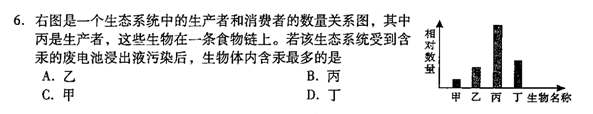 6. 右图是一个生态系统中的生产者和消费者的数量关系图，其中
丙是生产者，这些生物在一条食物链上。若该生态系统受到含
汞的废电池浸出液污染后，生物体内含汞最多的是
A. 乙 B. 丙
C. 甲 D. 丁
相对数量
甲 乙 丙 丁 生物名称